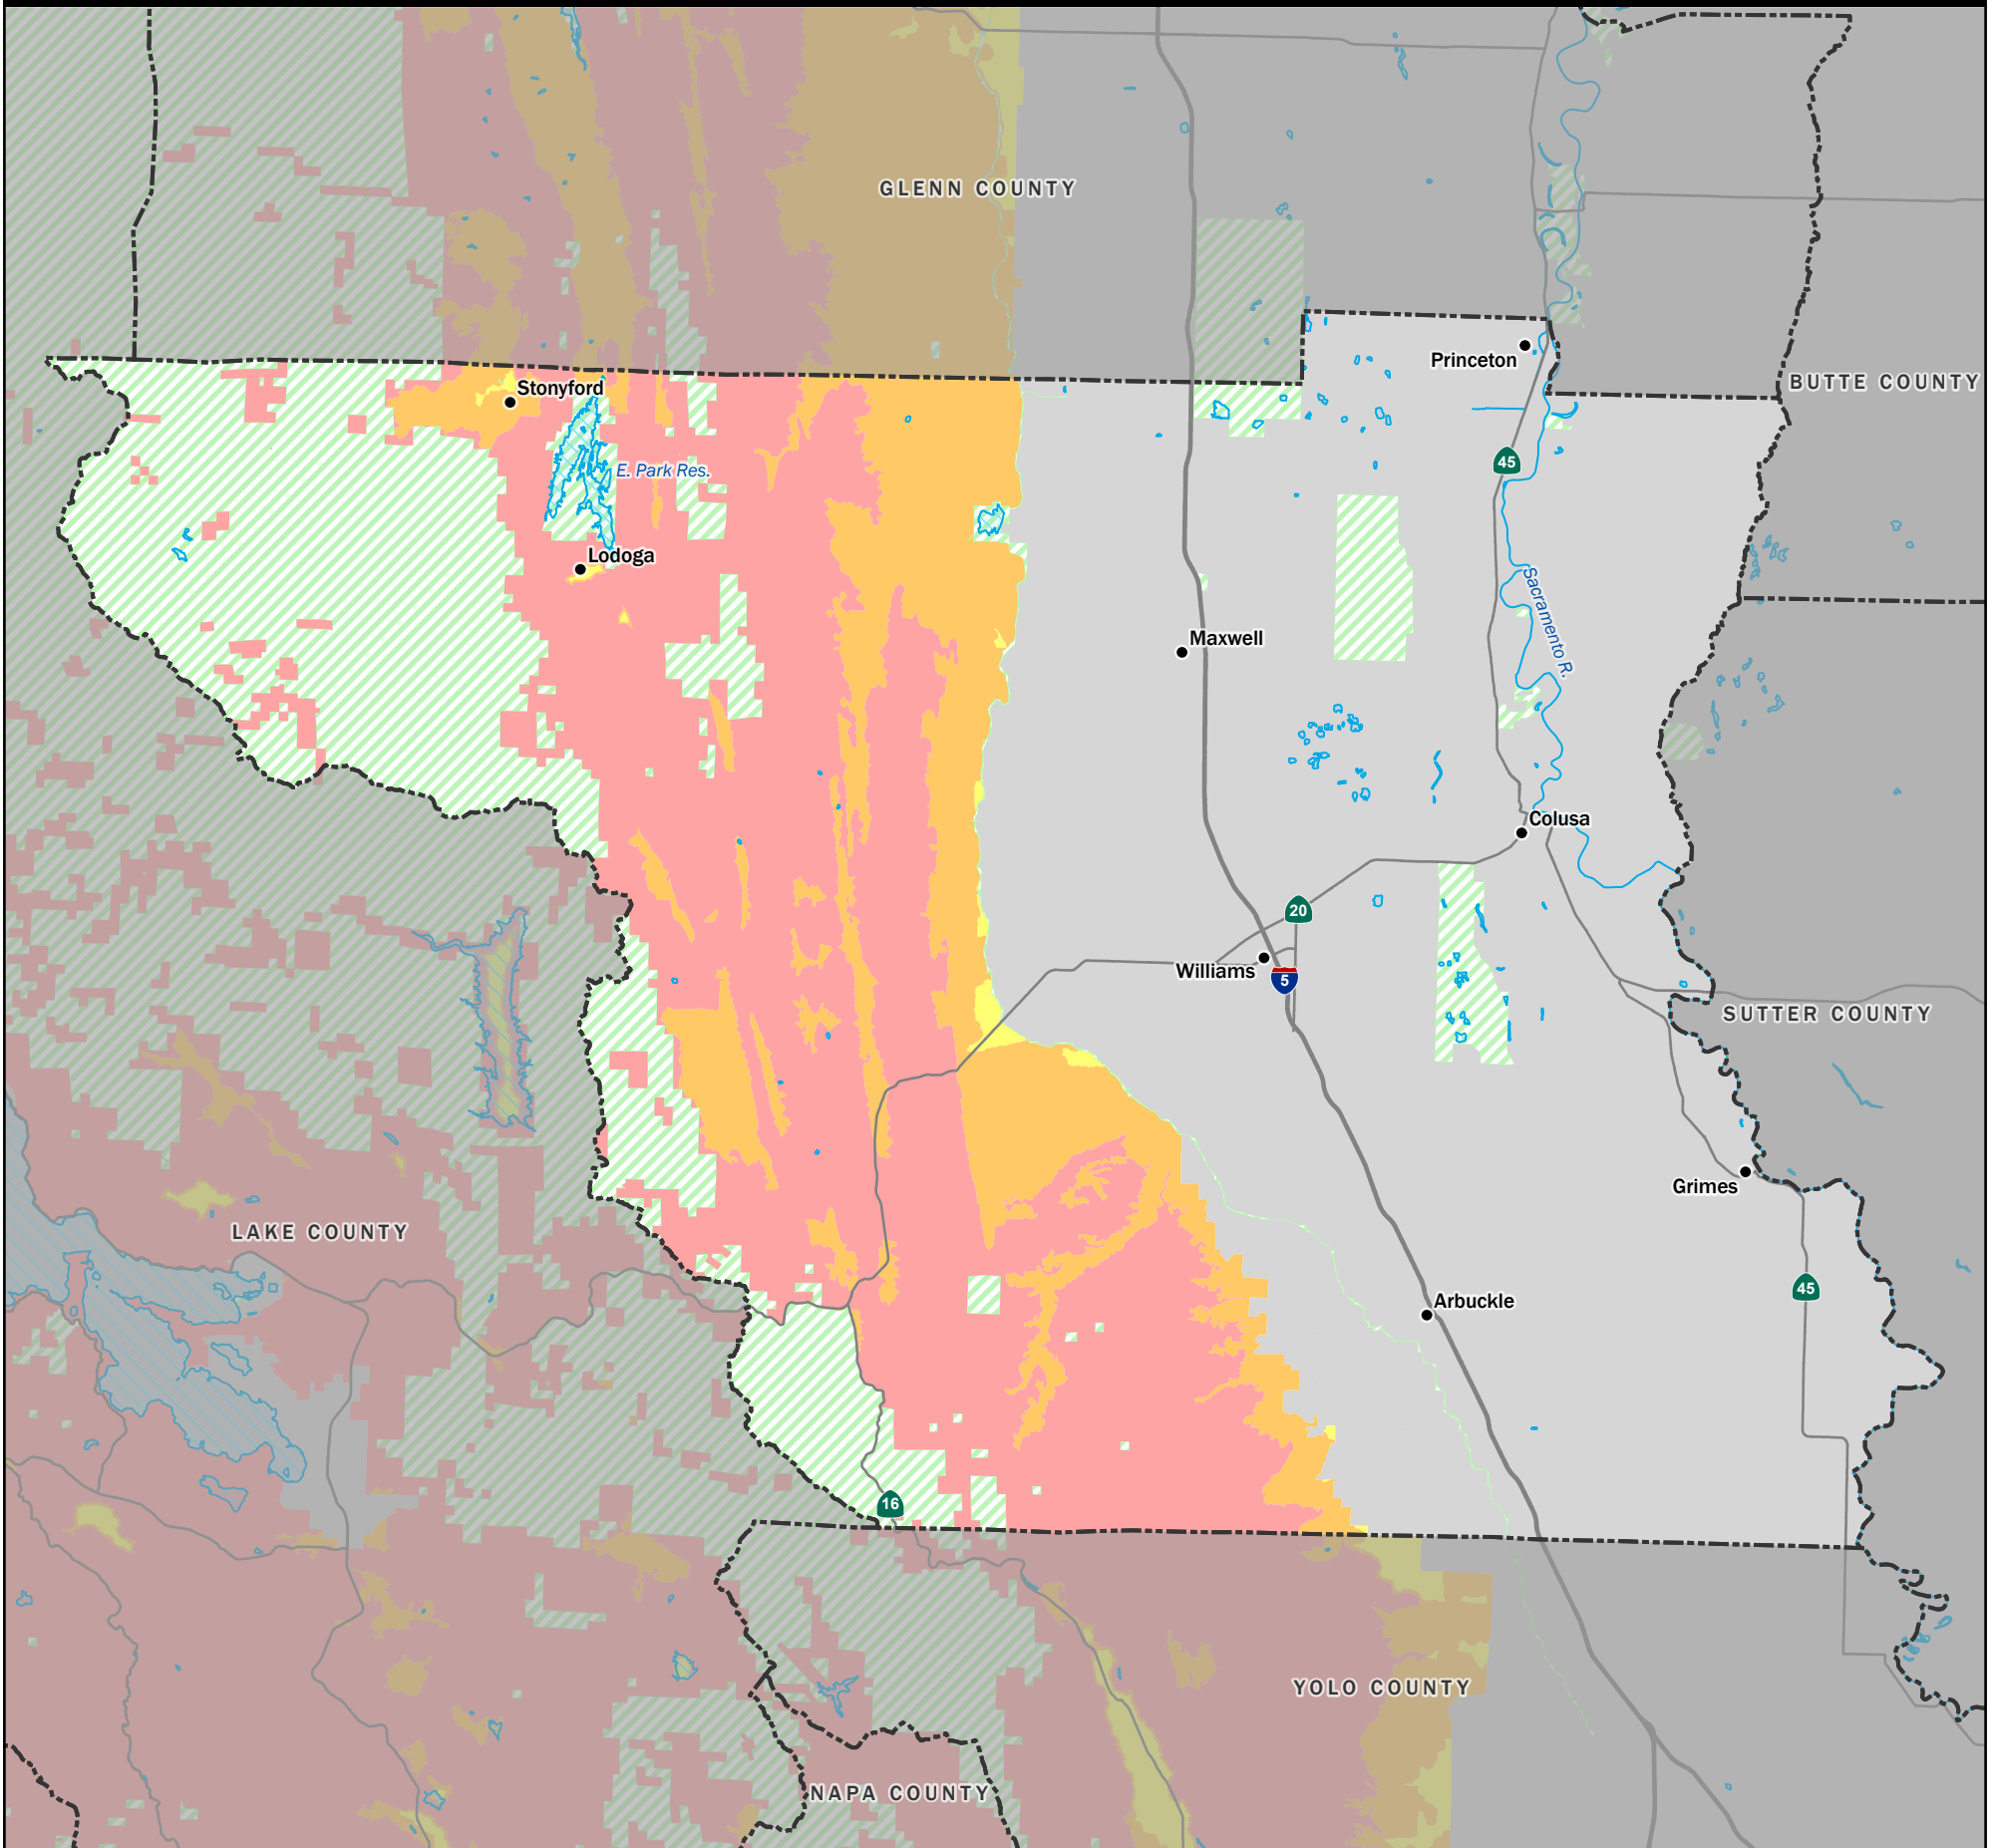 GLENN COUNTY
Princeton
BUTTE COUNTY
Stonyford
45
E. Park Res.
Lodoga
Sacramento R.
Maxwell
Colusa
20
Williams
5
SUTTER COUNTY
Grimes
LAKE COUNTY
45
Arbuckle
16
YOLO COUNTY
NAPA COUNTY